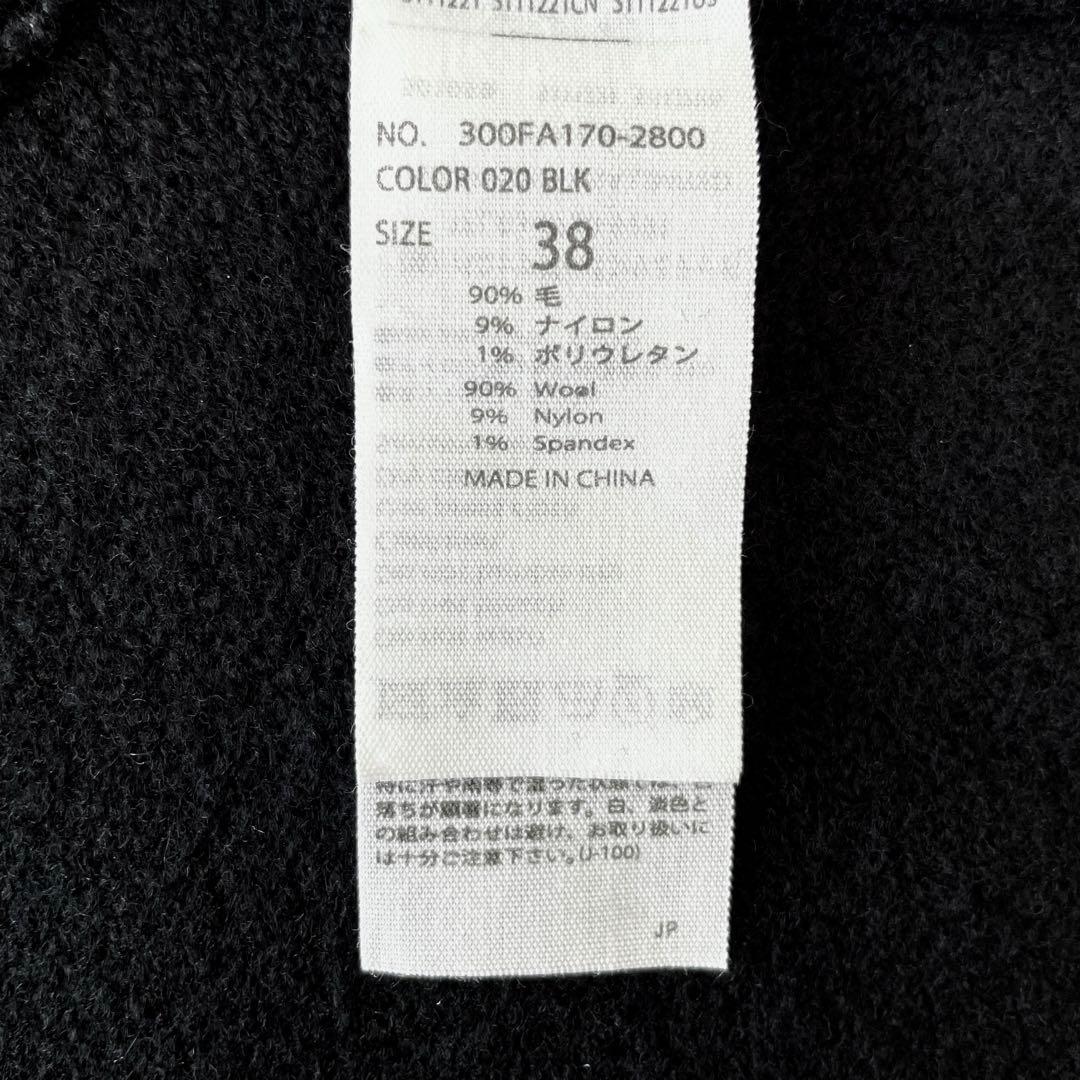 NO. 300FA170-2800
COLOR 020 BLK
SIZE 38
90% 毛
9% ナイロン
1% ポリウレタン
90% Wool
9% Nylon
1% Spandex
MADE IN CHINA
落ちが顕著になります。白、淡色と
の組み合わせは避け、お取り扱いに
は十分ご注意下さい。(J-100)
JP